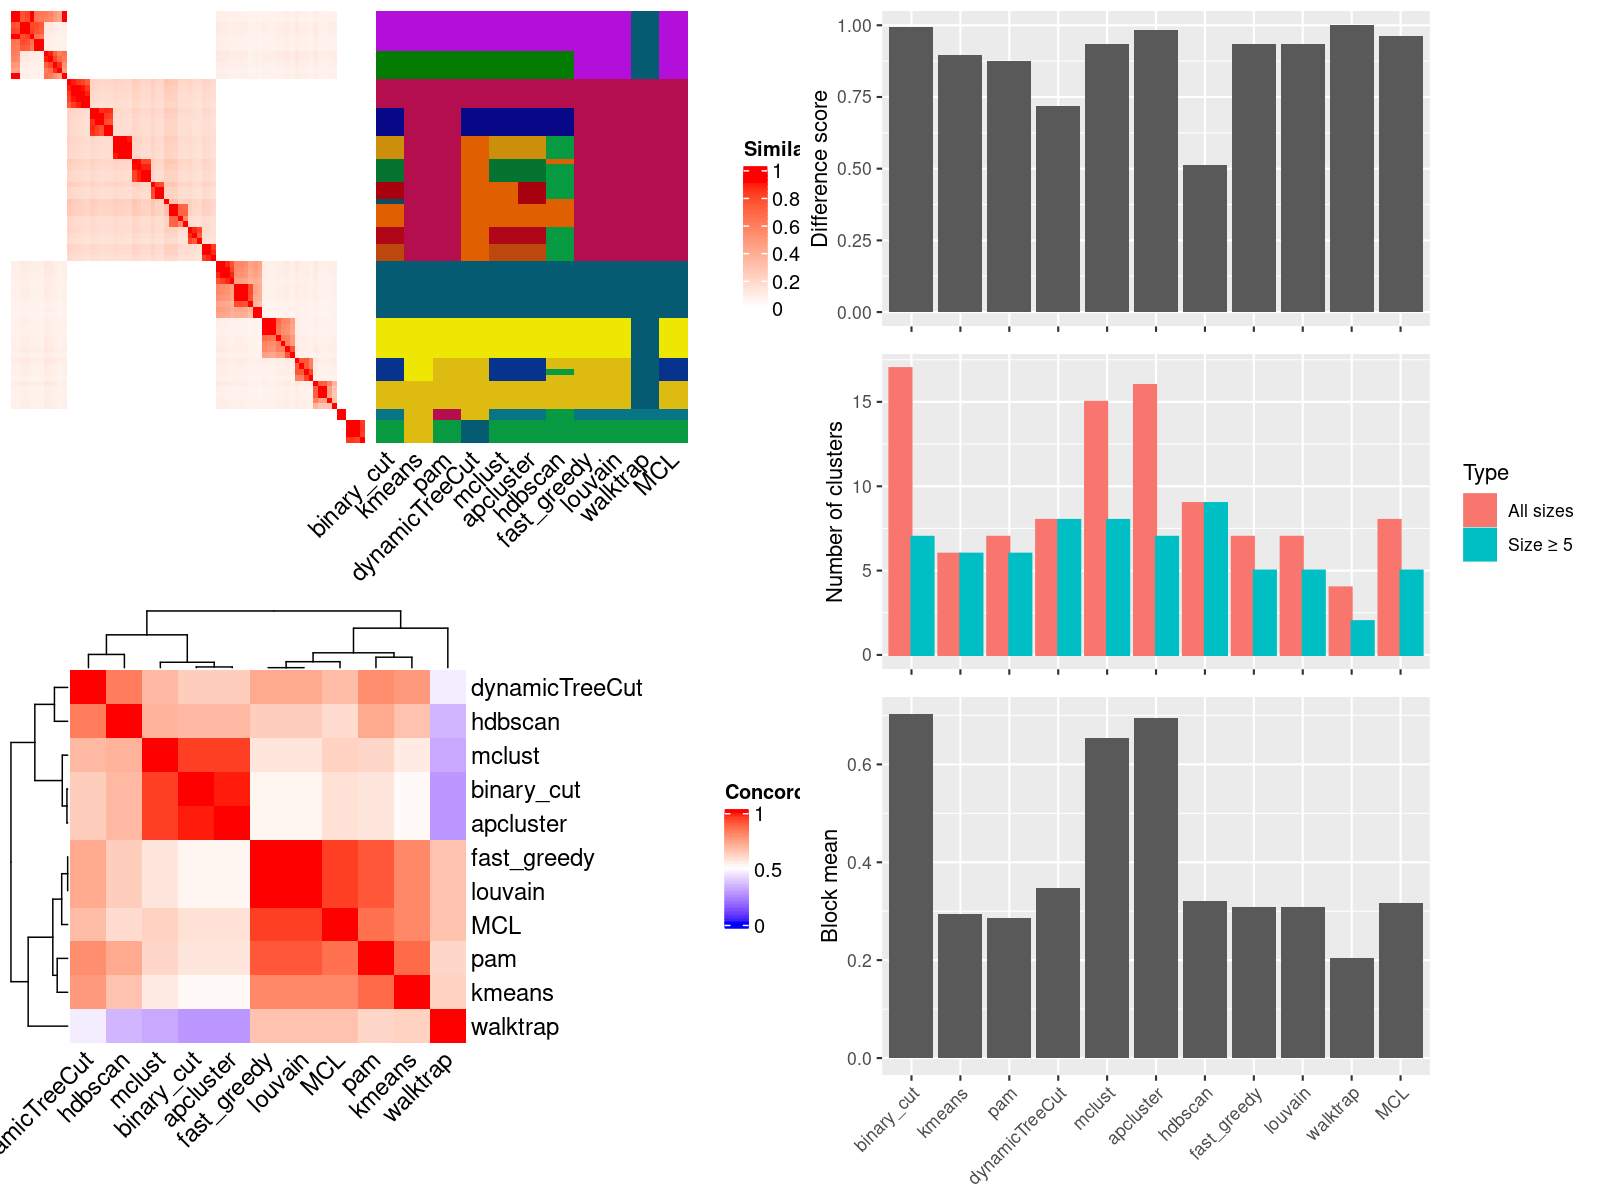 Simila
1
0.8
0.6
0.4
0.2
0
binary_cut
kmeans
pam
dynamicTreeCut
mclust
apcluster
hdbscan
fast_greedy
louvain
walktrap
MCL
dynamicTreeCut
hdbscan
mclust
binary_cut
apcluster
fast_greedy
louvain
MCL
pam
kmeans
walktrap
Concord
1
0.5
0
amicTreeCut
hdbscan
mclust
binary_cut
apcluster
fast_greedy
louvain
MCL
pam
kmeans
walktrap
Difference score
1.00
0.75
0.50
0.25
0.00
Number of clusters
15
10
5
0
Type
All sizes
Size ≥ 5
Block mean
0.6
0.4
0.2
0.0
binary_cut
kmeans
pam
dynamicTreeCut
mclust
apcluster
hdbscan
fast_greedy
louvain
walktrap
MCL